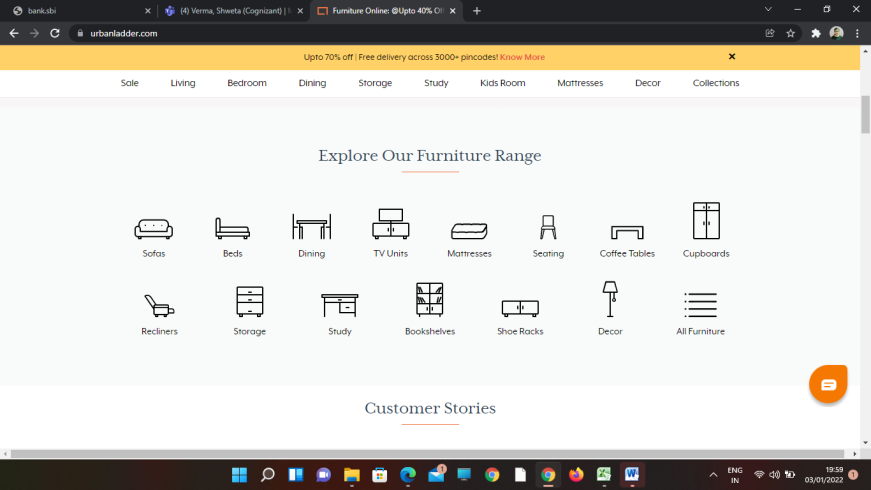 bank.sbi
(4) Verma, Shweta (Cognizant) |
Furniture Online: @Upto 40% Of
urbanladder.com
Upto 70% off | Free delivery across 3000+ pincodes! Know More
Sale Living Bedroom Dining Storage Study Kids Room Mattresses Decor Collections
Explore Our Furniture Range
Sofas Beds Dining TV Units Mattresses Seating Coffee Tables Cupboards
Recliners Storage Study Bookshelves Shoe Racks Decor All Furniture
Customer Stories
1
ENG
IN
19:59
03/01/2022
1